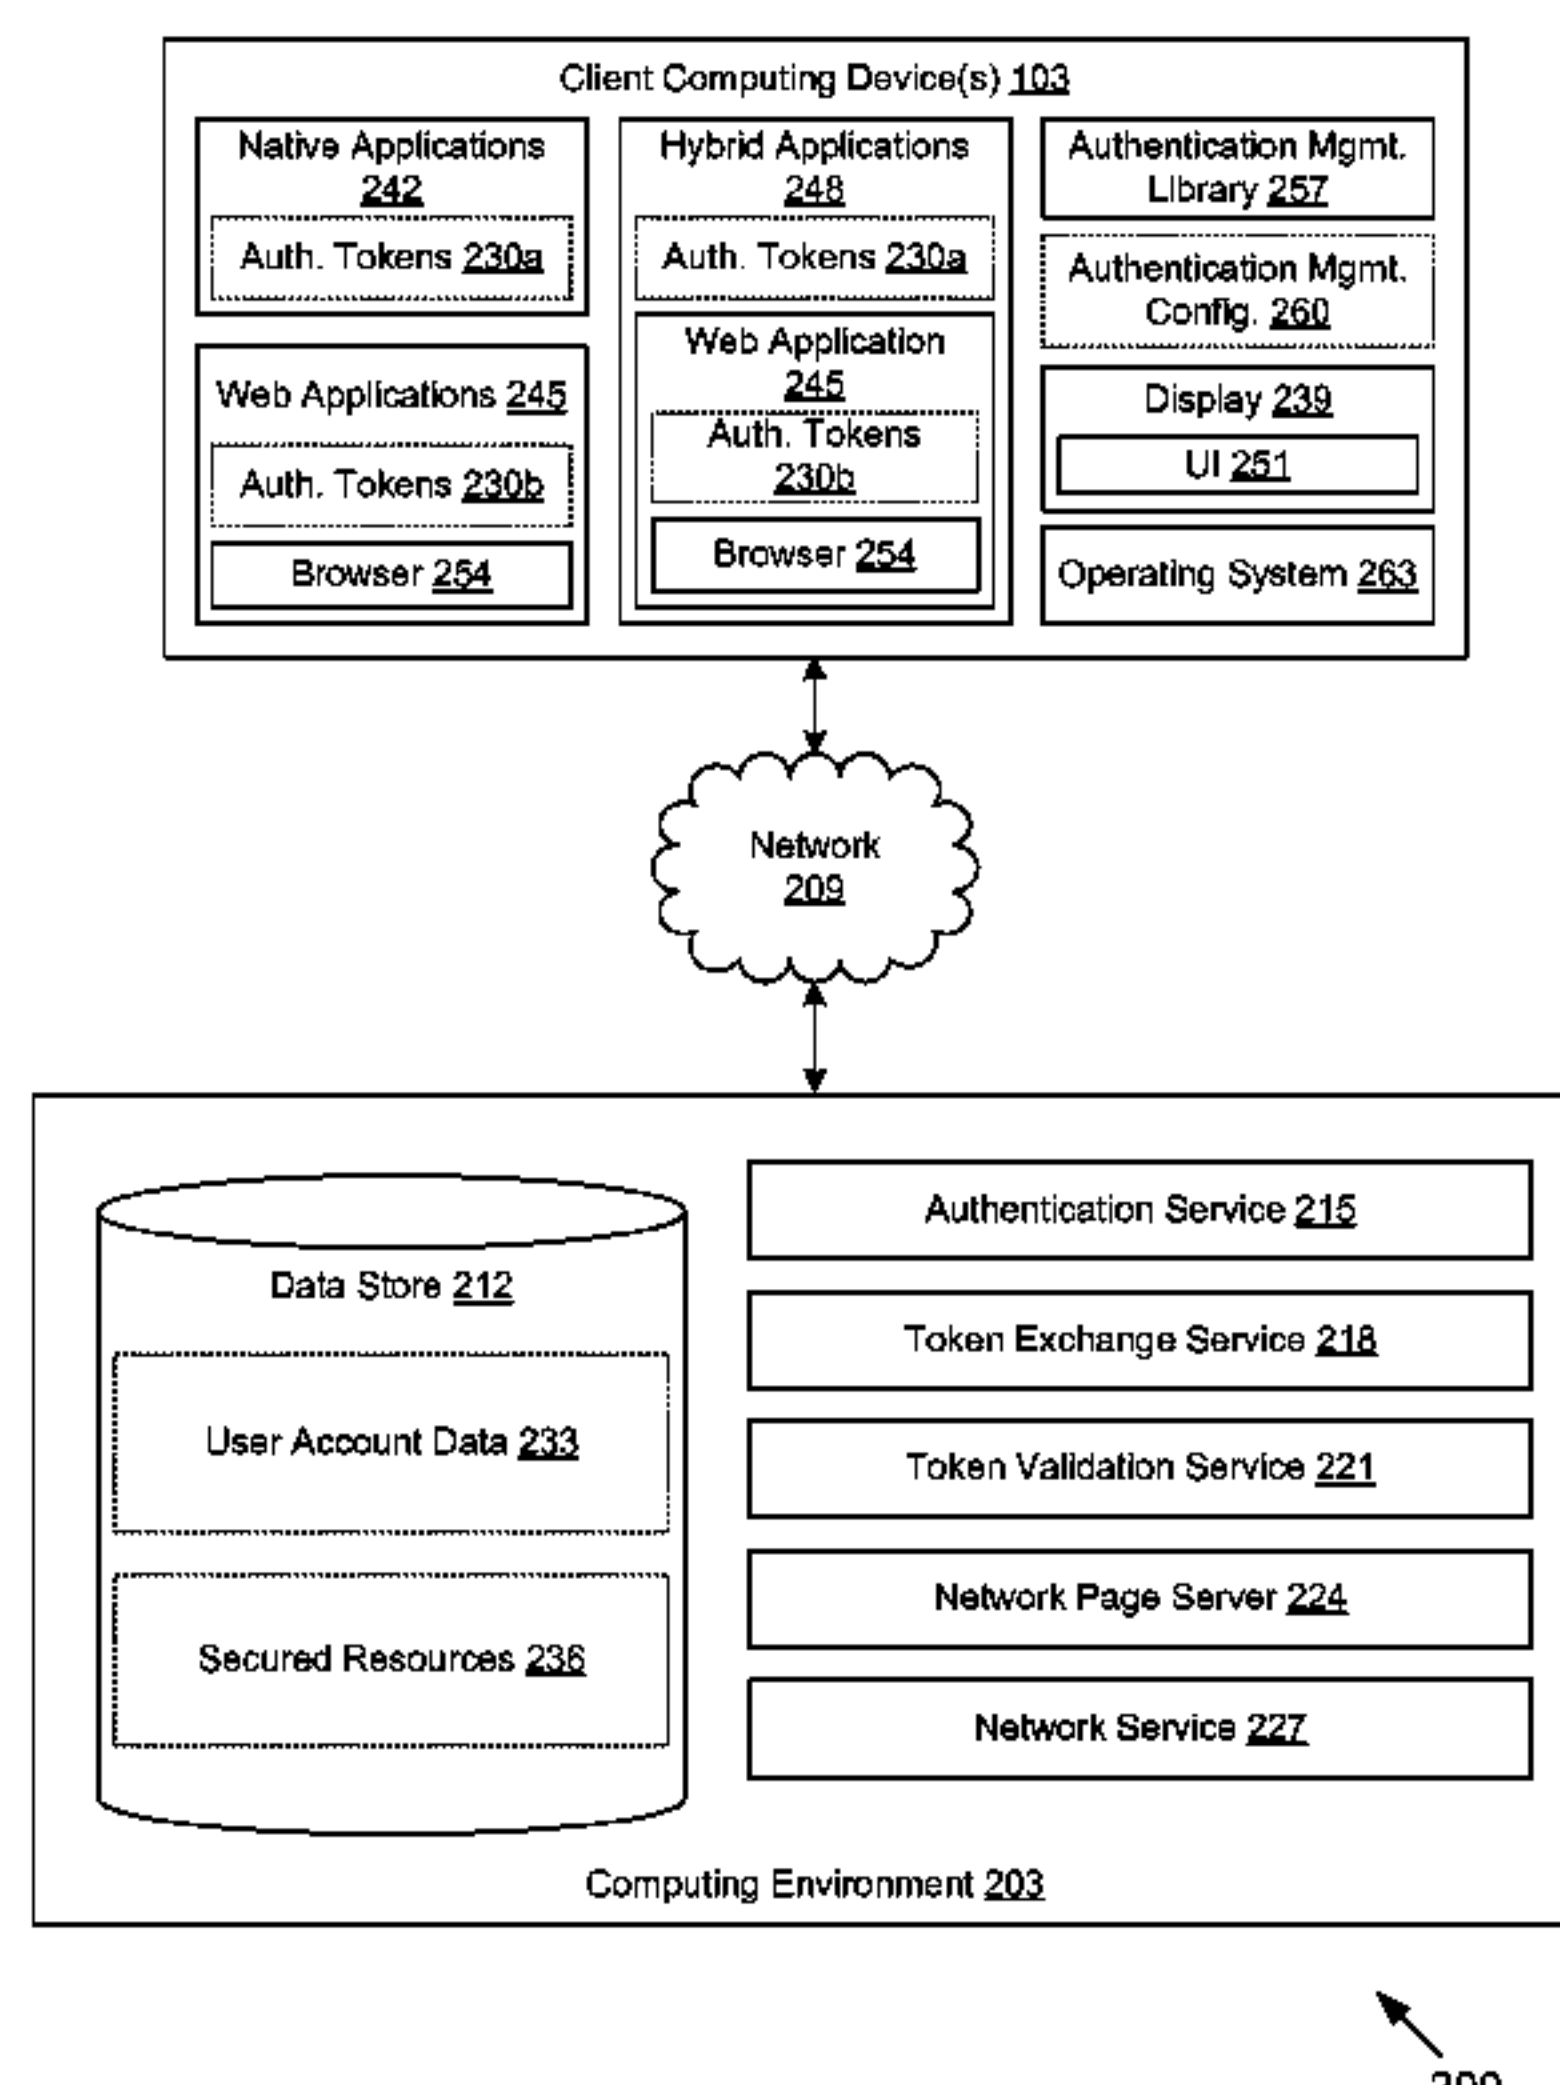 Client Computing Device(s) 103
Native Applications
242
Auth. Tokens 230a
Web Applications 245
Auth. Tokens 230b
Browser 254
Hybrid Applications
248
Auth. Tokens 230a
Web Application
245
Auth. Tokens
230b
Browser 254
Authentication Mgmt.
Library 257
Authentication Mgmt.
Config. 260
Display 239
UI 251
Operating System 263
Network
209
Data Store 212
User Account Data 233
Secured Resources 236
Authentication Service 215
Token Exchange Service 218
Token Validation Service 221
Network Page Server 224
Network Service 227
Computing Environment 203